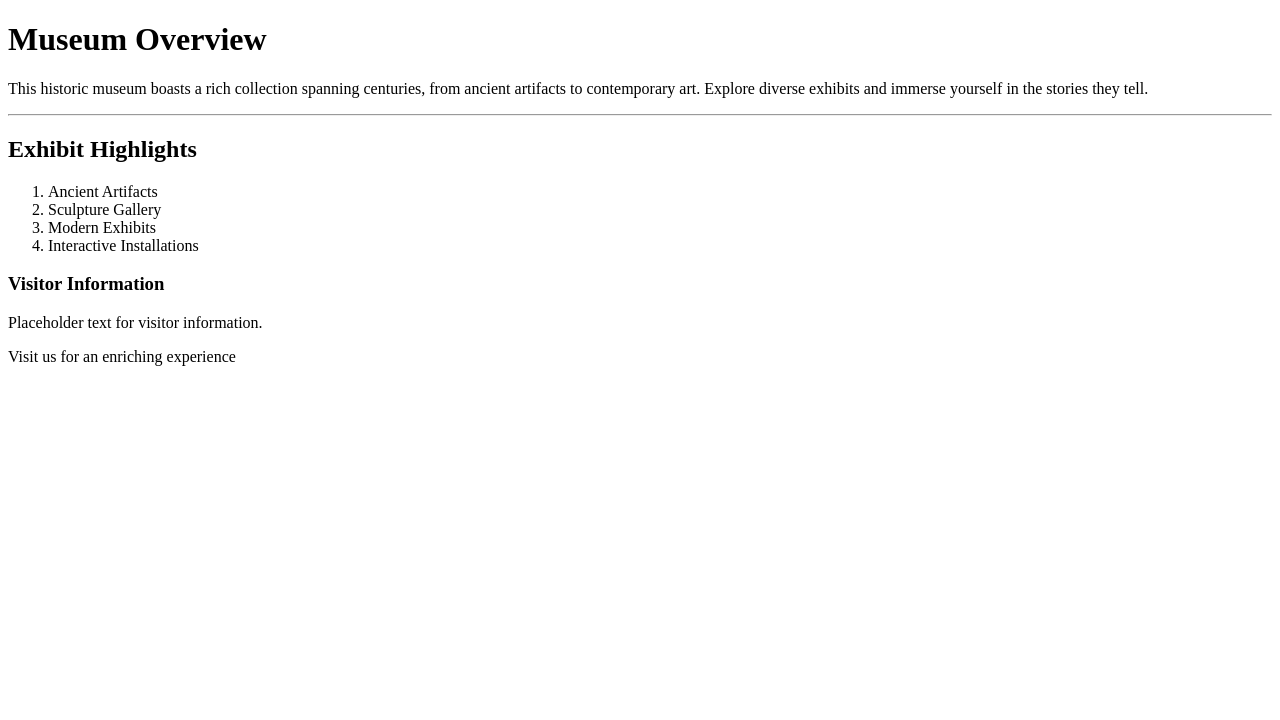 Museum Overview
This historic museum boasts a rich collection spanning centuries, from ancient artifacts to contemporary art. Explore diverse exhibits and immerse yourself in the stories they tell.
Exhibit Highlights
1. Ancient Artifacts
2. Sculpture Gallery
3. Modern Exhibits
4. Interactive Installations
Visitor Information
Placeholder text for visitor information.
Visit us for an enriching experience